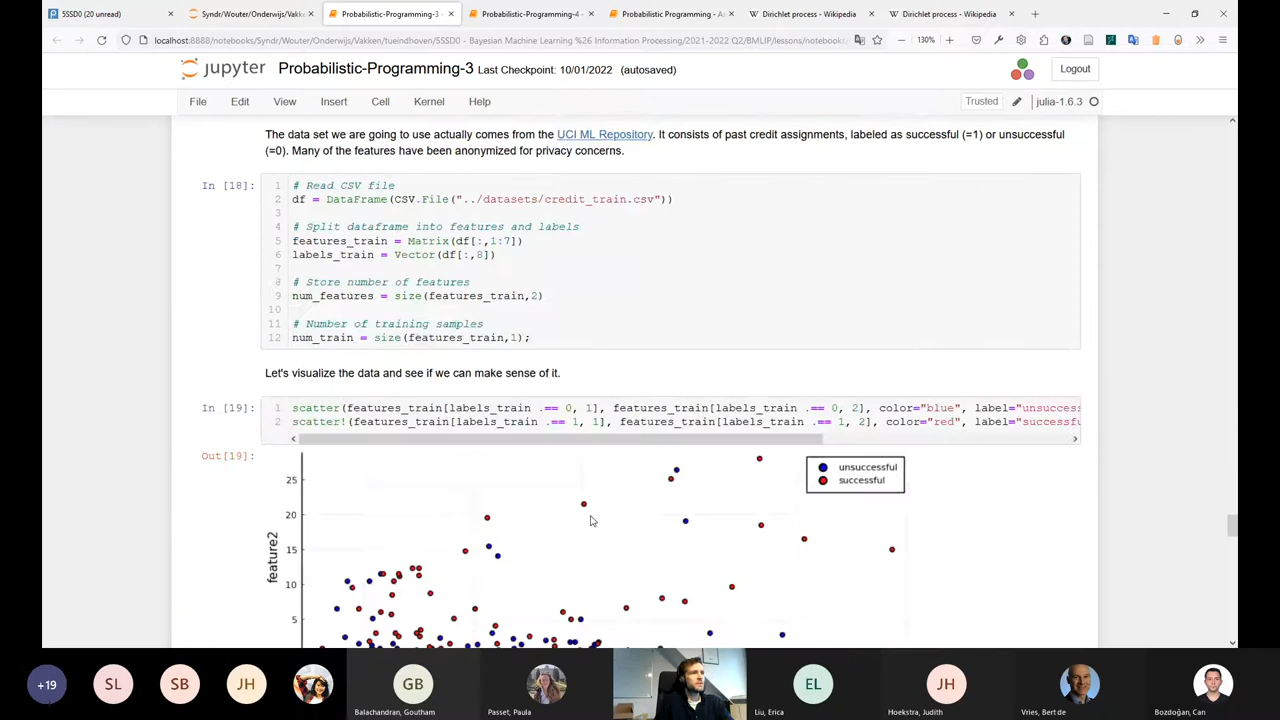 5SSD0 (20 unread)
Syndr/Wouter/Onderwijs/Vakke
Probabilistic-Programming-3 -
Probabilistic-Programming-4 -
Probabilistic Programming - A
Dirichlet process - Wikipedia
Dirichlet process - Wikipedia
localhost:8888/notebooks/Syndr/Wouter/Onderwijs/Vakken/tueindhoven/5SSD0 - Bayesian Machine Learning %26 Information Processing/2021-2022 Q2/BMLIP/lessons/notebook
130%
jupyter Probabilistic-Programming-3 Last Checkpoint: 10/01/2022 (autosaved)
Logout
File Edit View Insert Cell Kernel Help
Trusted
julia-1.6.3
The data set we are going to use actually comes from the UCI ML Repository. It consists of past credit assignments, labeled as successful (=1) or unsuccessful
(=0). Many of the features have been anonymized for privacy concerns.
In [18]:
1 # Read CSV file
2 df = DataFrame(CSV.File("../datasets/credit_train.csv"))
3
4 # Split dataframe into features and labels
5 features_train = Matrix(df[:,1:7])
6 labels_train = Vector(df[:,8])
7
8 # Store number of features
9 num_features = size(features_train,2)
10
11 # Number of training samples
12 num_train = size(features_train,1);
Let's visualize the data and see if we can make sense of it.
In [19]:
1 scatter(features_train[labels_train .== 0, 1], features_train[labels_train .== 0, 2], color="blue", label="unsucces
2 scatter!(features_train[labels_train .== 1, 1], features_train[labels_train .== 1, 2], color="red", label="successfu
Out[19]:
unsuccessful
successful
25
20
15
10
5
feature2
+19
SL
SB
JH
GB
EL
JH
Balachandran, Goutham
Passet, Paula
Liu, Erica
Hoekstra, Judith
Vries, Bert de
Bozdoğan, Can